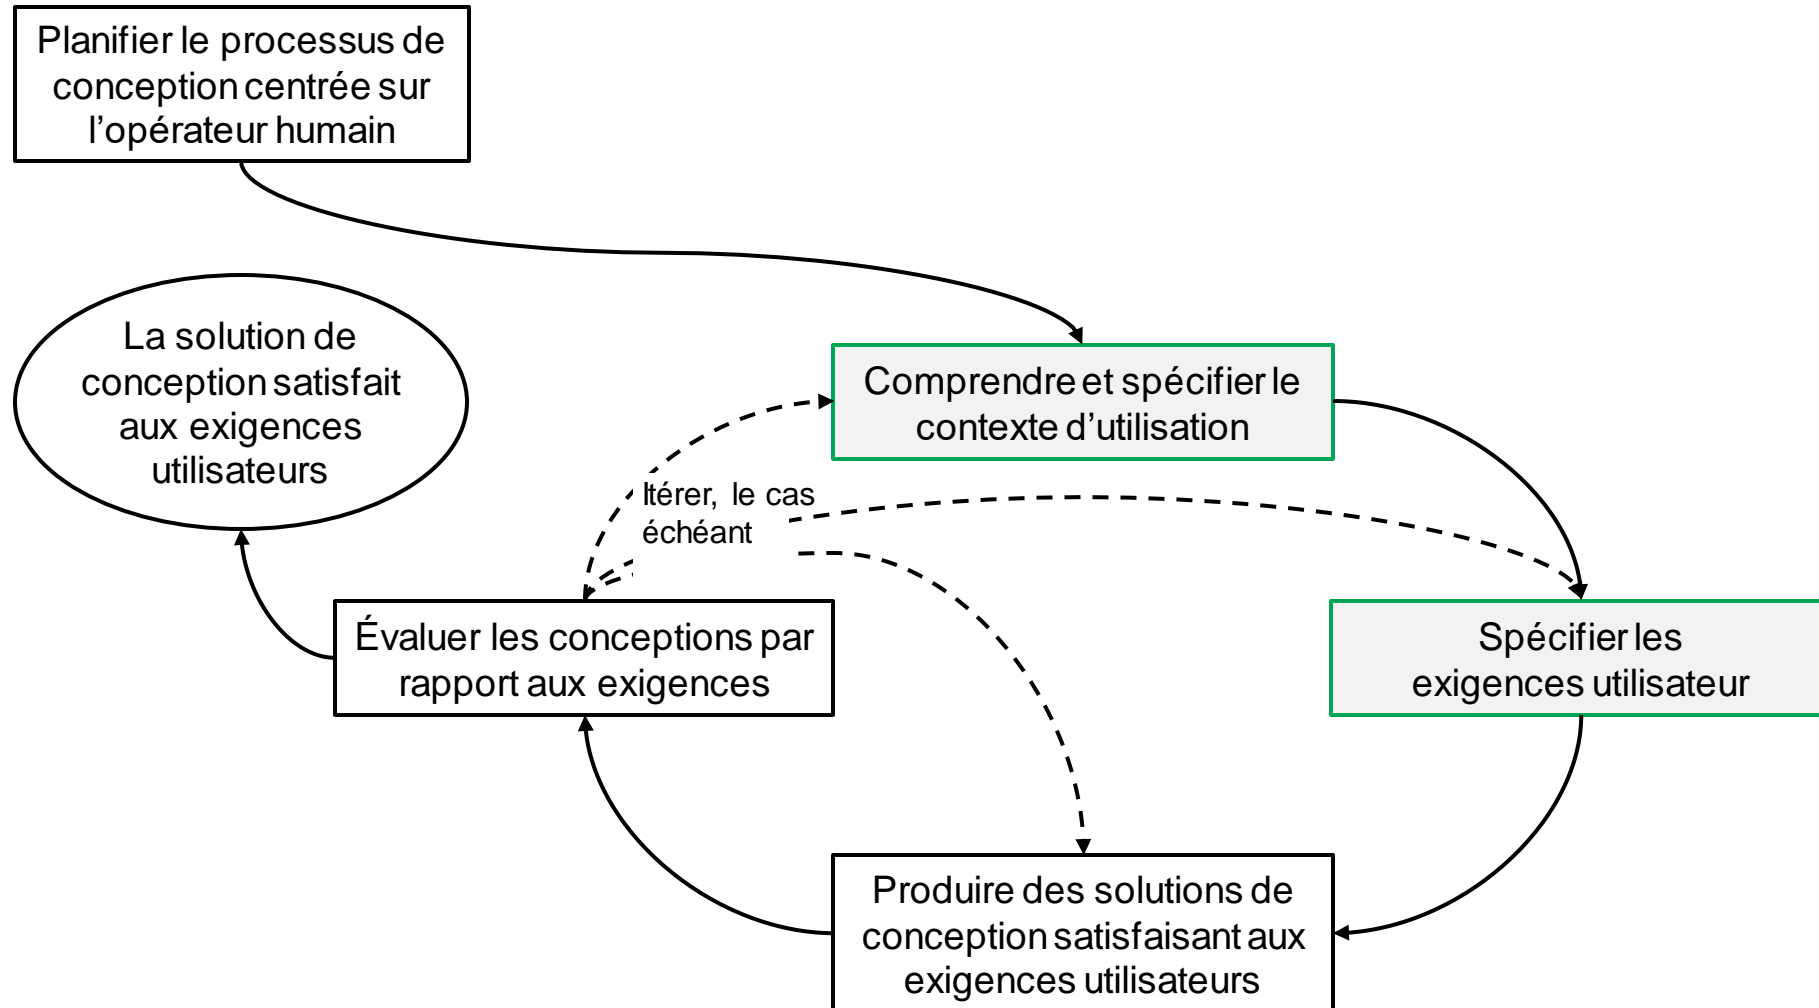 Planifier le processus de
conception centrée sur
l'opérateur humain
La solution de
conception satisfait
aux exigences
utilisateurs
Comprendre et spécifier le
contexte d'utilisation
Itérer, le cas
échéant
Évaluer les conceptions par
rapport aux exigences
Spécifier les
exigences utilisateur
Produire des solutions de
conception satisfaisant aux
exigences utilisateurs